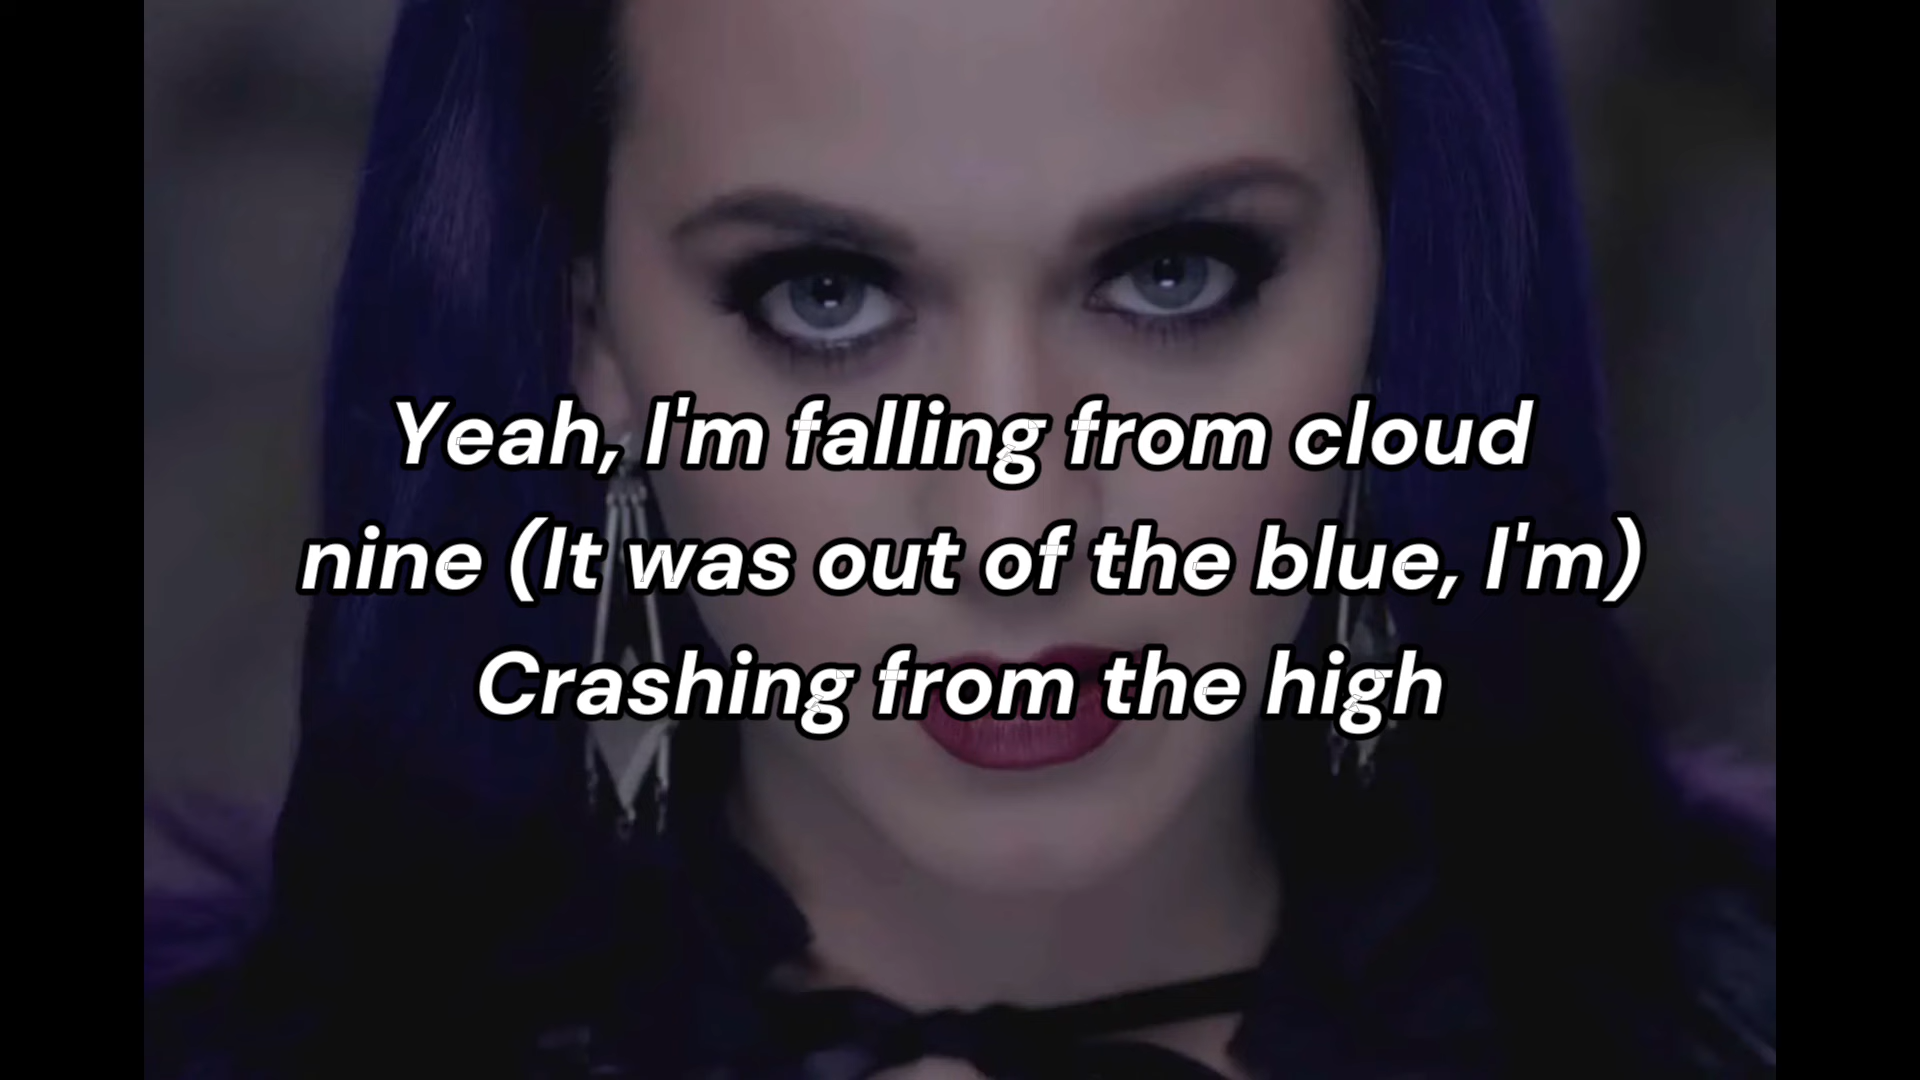 Yeah, I'm falling from cloud
nine (It was out of the blue, I'm)
Crashing from the high